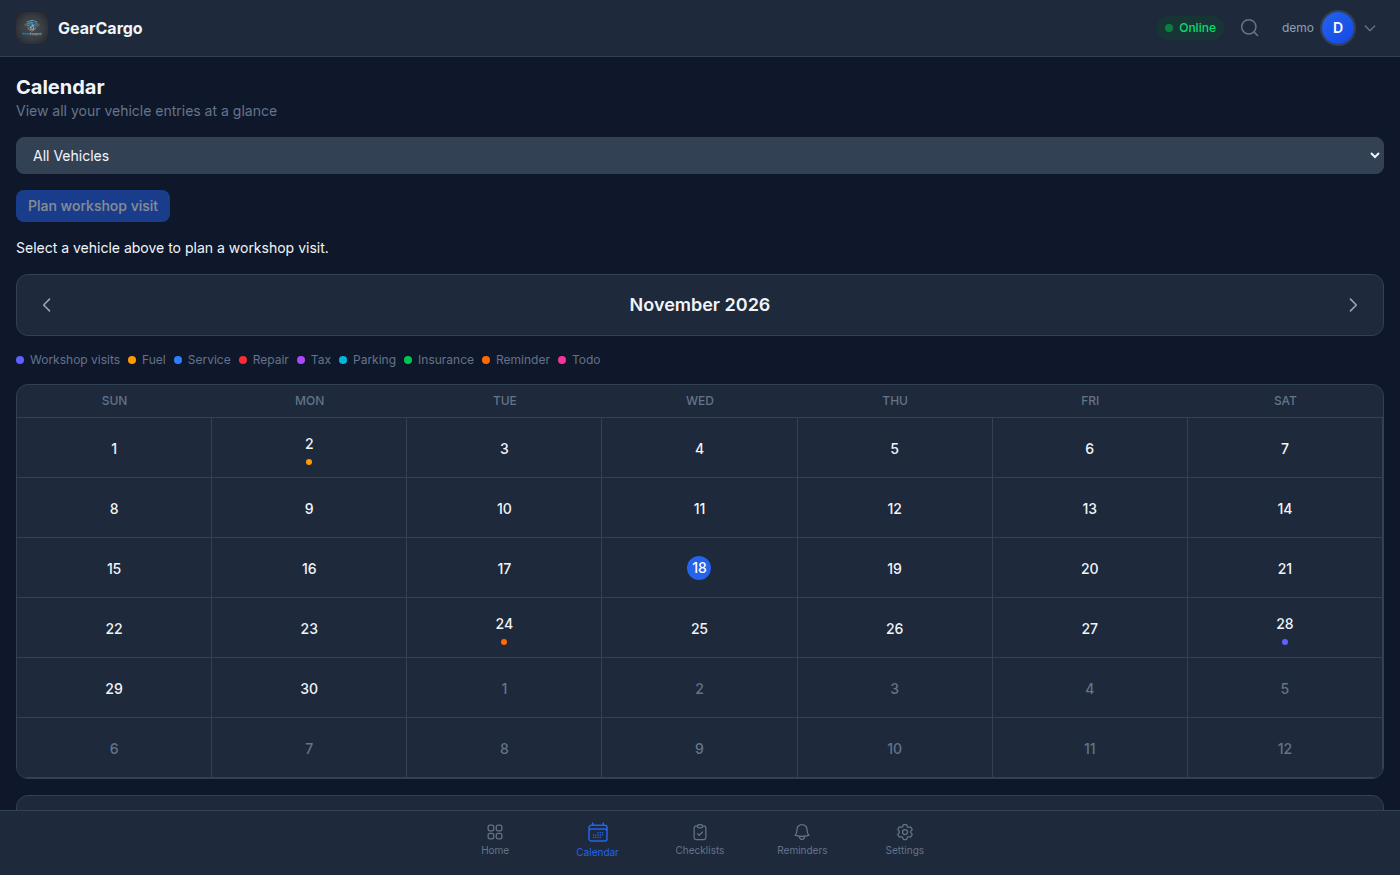 GearCargo
Online
demo
D
Calendar
View all your vehicle entries at a glance
All Vehicles
Plan workshop visit
Select a vehicle above to plan a workshop visit.
November 2026
Workshop visits Fuel Service Repair Tax Parking Insurance Reminder Todo
SUN MON TUE WED THU FRI SAT
1 2 3 4 5 6 7
8 9 10 11 12 13 14
15 16 17 18 19 20 21
22 23 24 25 26 27 28
29 30 1 2 3 4 5
6 7 8 9 10 11 12
Home Calendar Checklists Reminders Settings